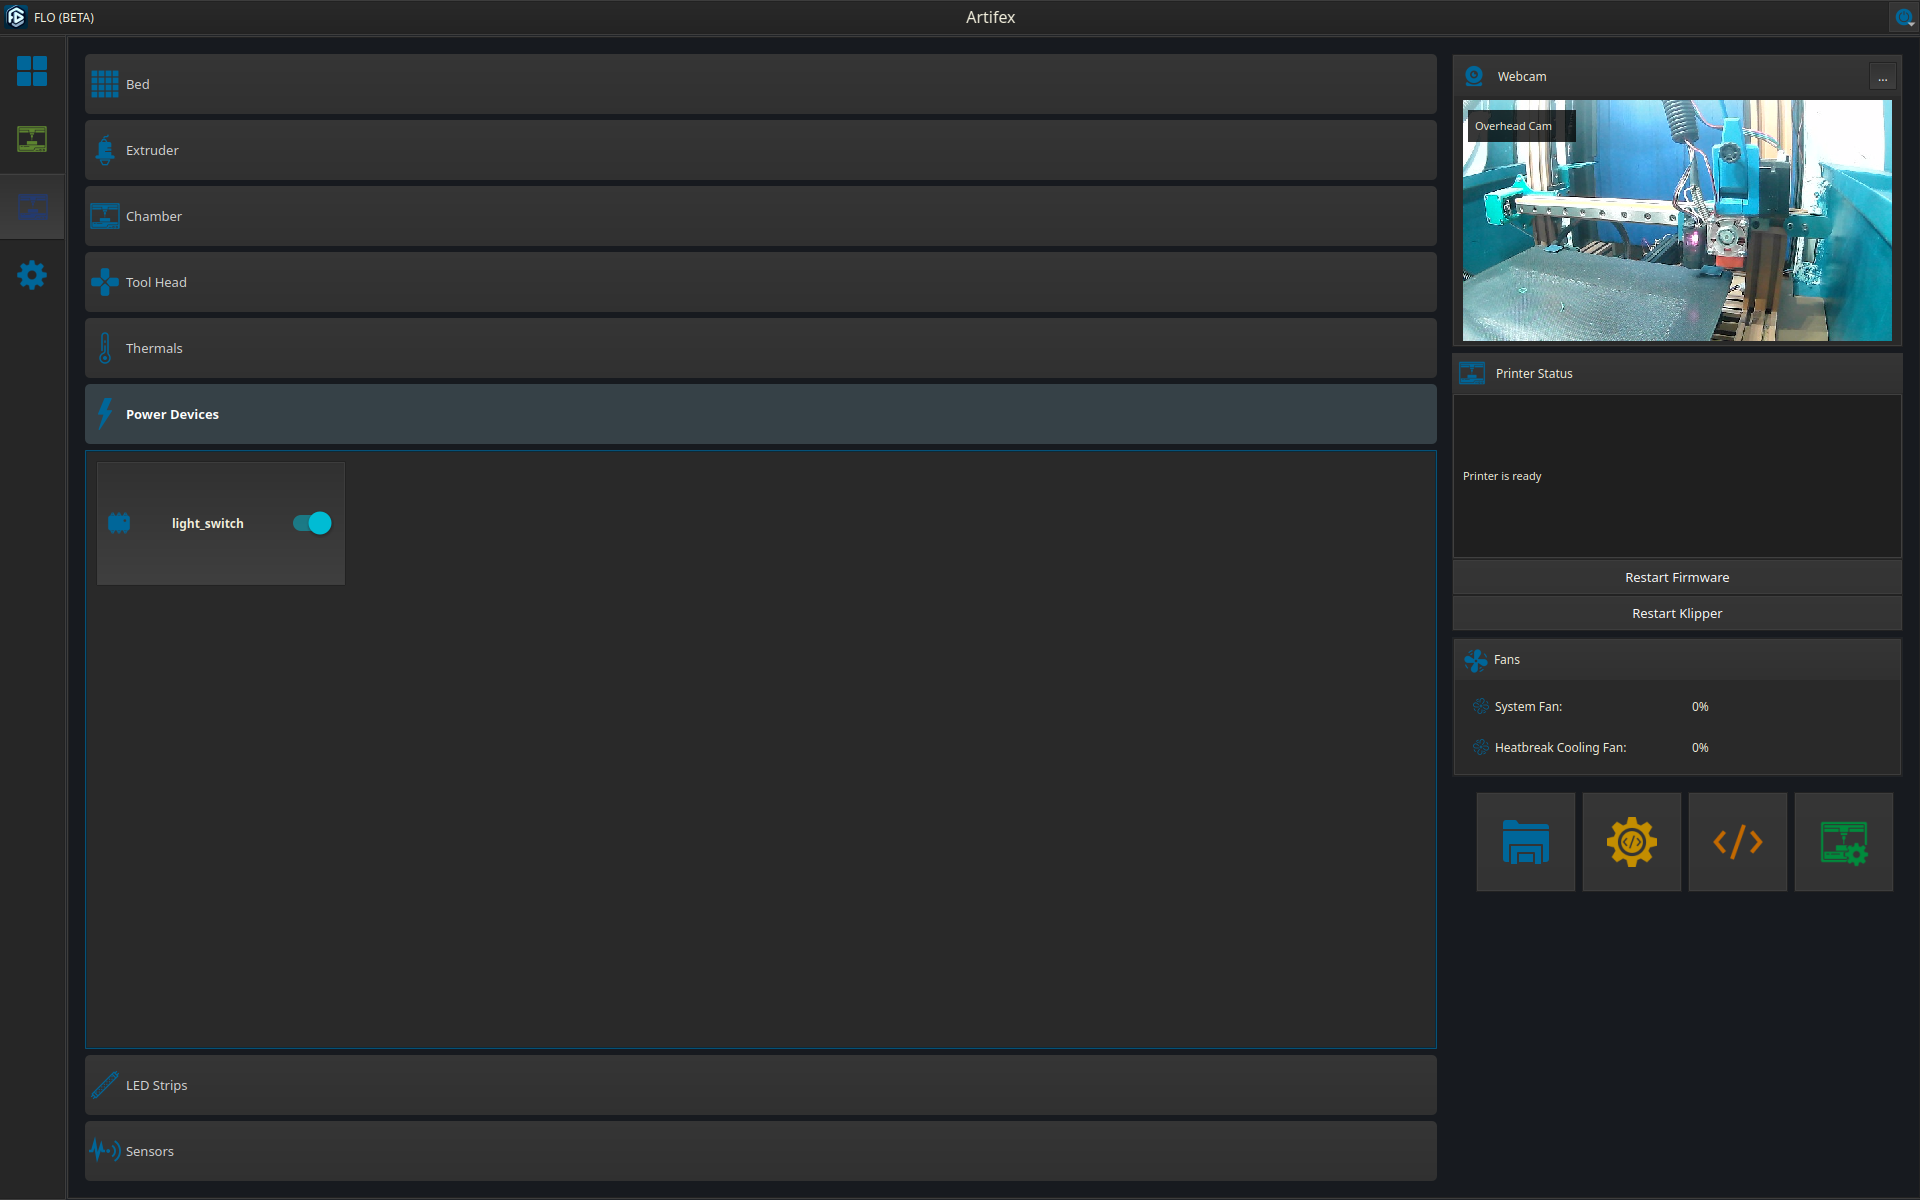 FLO (BETA)
Artifex
Bed
Extruder
Chamber
Tool Head
Thermals
Power Devices
light_switch
LED Strips
Sensors
Webcam
...
Overhead Cam
Printer Status
Printer is ready
Restart Firmware
Restart Klipper
Fans
System Fan: 0%
Heatbreak Cooling Fan: 0%